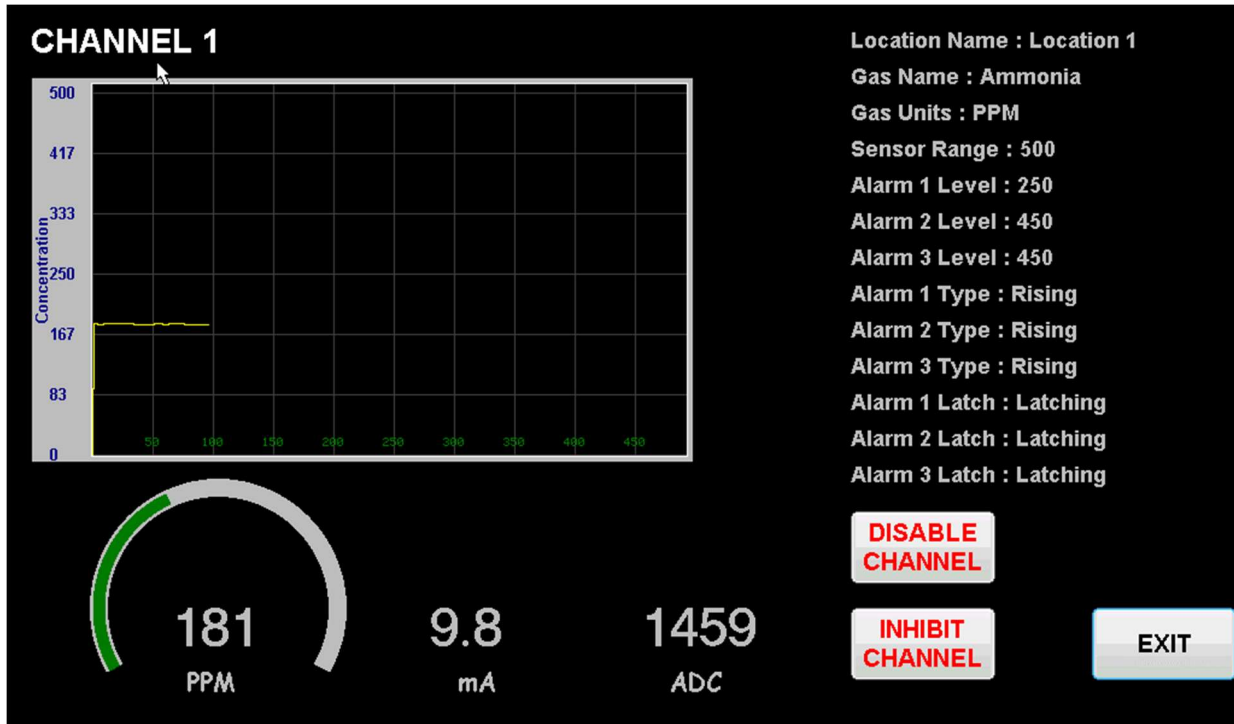 CHANNEL 1
500
417
333
250
167
83
0
Concentration
50 100 150 200 250 300 350 400 450
181
PPM
9.8
mA
1459
ADC
Location Name : Location 1
Gas Name : Ammonia
Gas Units : PPM
Sensor Range : 500
Alarm 1 Level : 250
Alarm 2 Level : 450
Alarm 3 Level : 450
Alarm 1 Type : Rising
Alarm 2 Type : Rising
Alarm 3 Type : Rising
Alarm 1 Latch : Latching
Alarm 2 Latch : Latching
Alarm 3 Latch : Latching
DISABLE
CHANNEL
INHIBIT
CHANNEL
EXIT